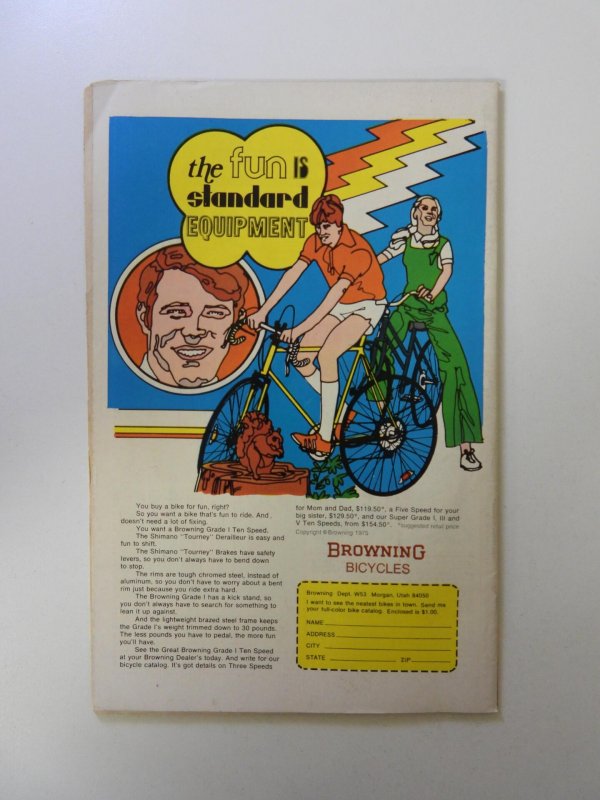 the fun IS
standard
EQUIPMENT
You buy a bike for fun, right?
So you want a bike that's fun to ride. And
doesn't need a lot of fixing.
You want a Browning Grade I Ten Speed.
The Shimano "Tourney" Derailleur is easy and
fun to shift.
The Shimano "Tourney" Brakes have safety
levers, so you don't always have to bend down
to stop.
The rims are tough chromed steel, instead of
aluminum, so you don't have to worry about a bent
rim just because you ride extra hard.
The Browning Grade I has a kick stand, so
you don't always have to search for something to
lean it up against.
And the lightweight brazed steel frame keeps
the Grade I's weight trimmed down to 30 pounds.
The less pounds you have to pedal, the more fun
you'll have.
See the Great Browning Grade I Ten Speed
at your Browning Dealer's today. And write for our
bicycle catalog. It's got details on Three Speeds
for Mom and Dad, $119.50*, a Five Speed for your
big sister, $129.50*, and our Super Grade I, III and
V Ten Speeds, from $154.50*. *suggested retail price
Copyright ©Browning 1975
BROWNING
BICYCLES
Browning Dept. W53 Morgan, Utah 84050
I want to see the neatest bikes in town. Send me
your full-color bike catalog. Enclosed is $1.00.
NAME
ADDRESS
CITY
STATE ZIP